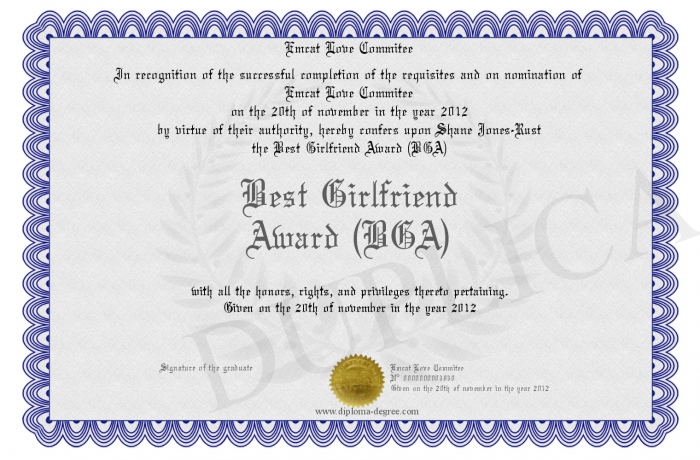 Emcat Love Commitee
In recognition of the successful completion of the requisites and on nomination of
Emcat Love Commitee
on the 20th of november in the year 2012
by virtue of their authority, hereby confers upon Shane Jones-Rust
the Best Girlfriend Award (BGA)
Best Girlfriend
Award (BGA)
with all the honors, rights, and privileges thereto pertaining.
Given on the 20th of november in the year 2012
Signature of the graduate
Emcat Love Commitee
Nº
Given on the 20th of november in the year 2012
www.diploma-degree.com
DUPLICA